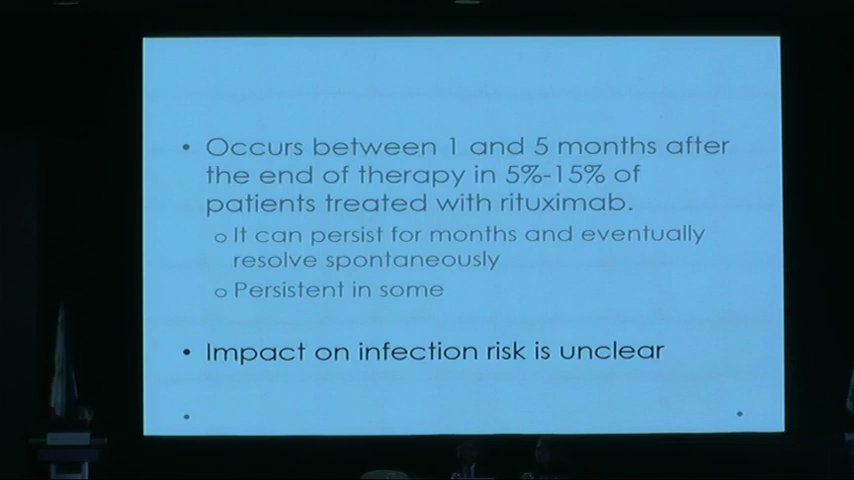 • Occurs between 1 and 5 months after
the end of therapy in 5%-15% of
patients treated with rituximab.
o It can persist for months and eventually
resolve spontaneously
o Persistent in some
• Impact on infection risk is unclear